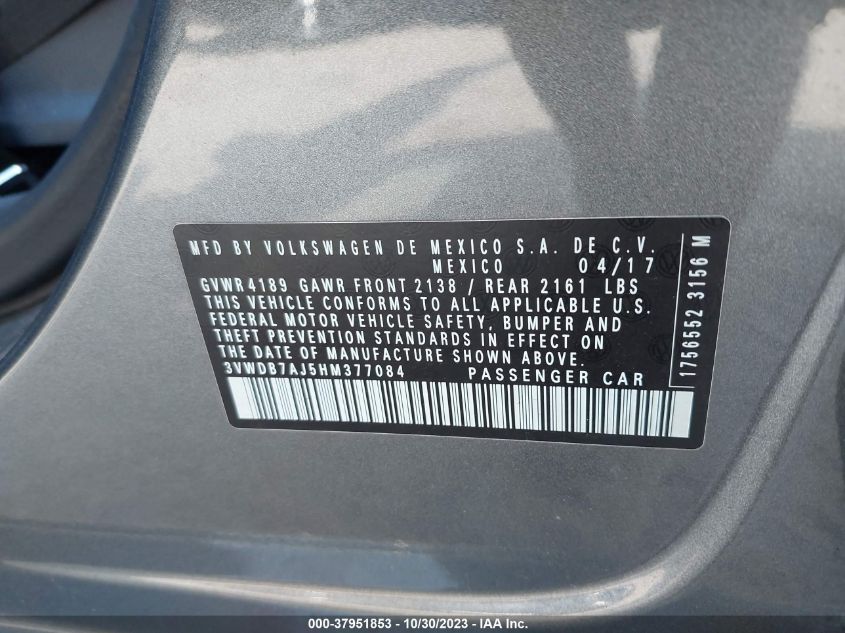 MFD BY VOLKSWAGEN DE MEXICO S.A. DE C.V.
MEXICO 04/17
GVWR 4189 GAWR FRONT 2138 / REAR 2161 LBS
THIS VEHICLE CONFORMS TO ALL APPLICABLE U.S.
FEDERAL MOTOR VEHICLE SAFETY, BUMPER AND
THEFT PREVENTION STANDARDS IN EFFECT ON
THE DATE OF MANUFACTURE SHOWN ABOVE.
3VWDB7AJ5HM377084 PASSENGER CAR
1756552 3156 M
000-37951853 - 10/30/2023 - IAA Inc.